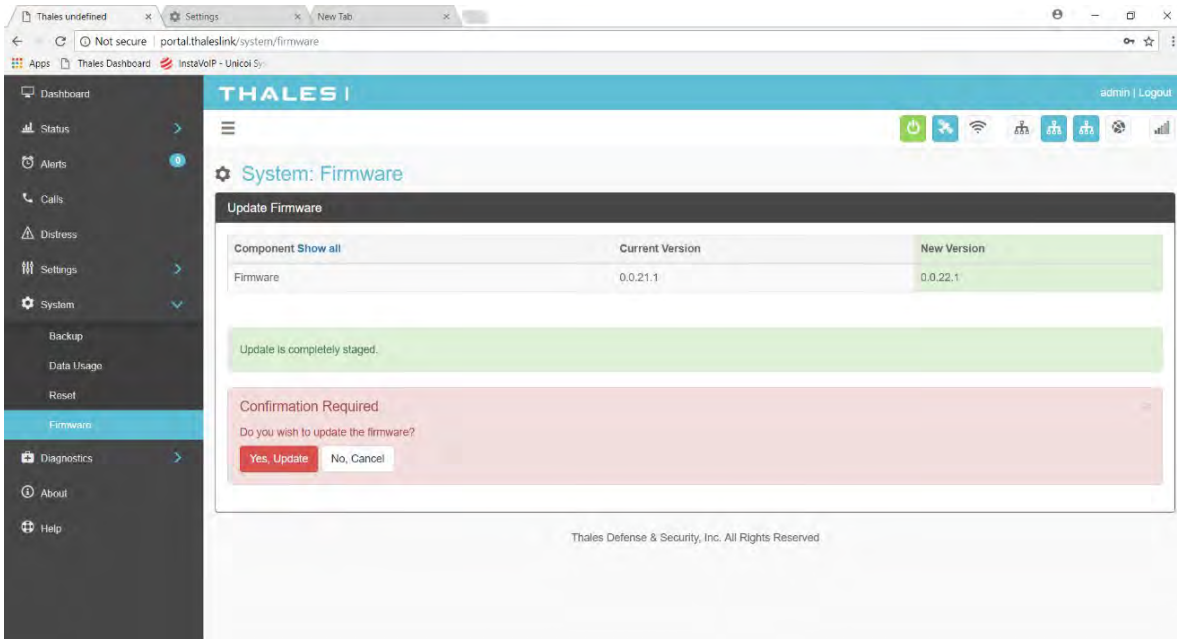 Thales undefined
Settings
New Tab
Not secure | portal.thaleslink/system/firmware
Apps Thales Dashboard InstaVoIP - Unicoi Sy
Dashboard
THALES
admin | Logout
Status
Alerts 0
System: Firmware
Calls
Update Firmware
Distress
Component Show all Current Version New Version
Settings
Firmware 0.0.21.1 0.0.22.1
System
Backup
Update is completely staged.
Data Usage
Reset
Confirmation Required
Firmware
Do you wish to update the firmware?
Diagnostics
Yes, Update No, Cancel
About
Help
Thales Defense & Security, Inc. All Rights Reserved